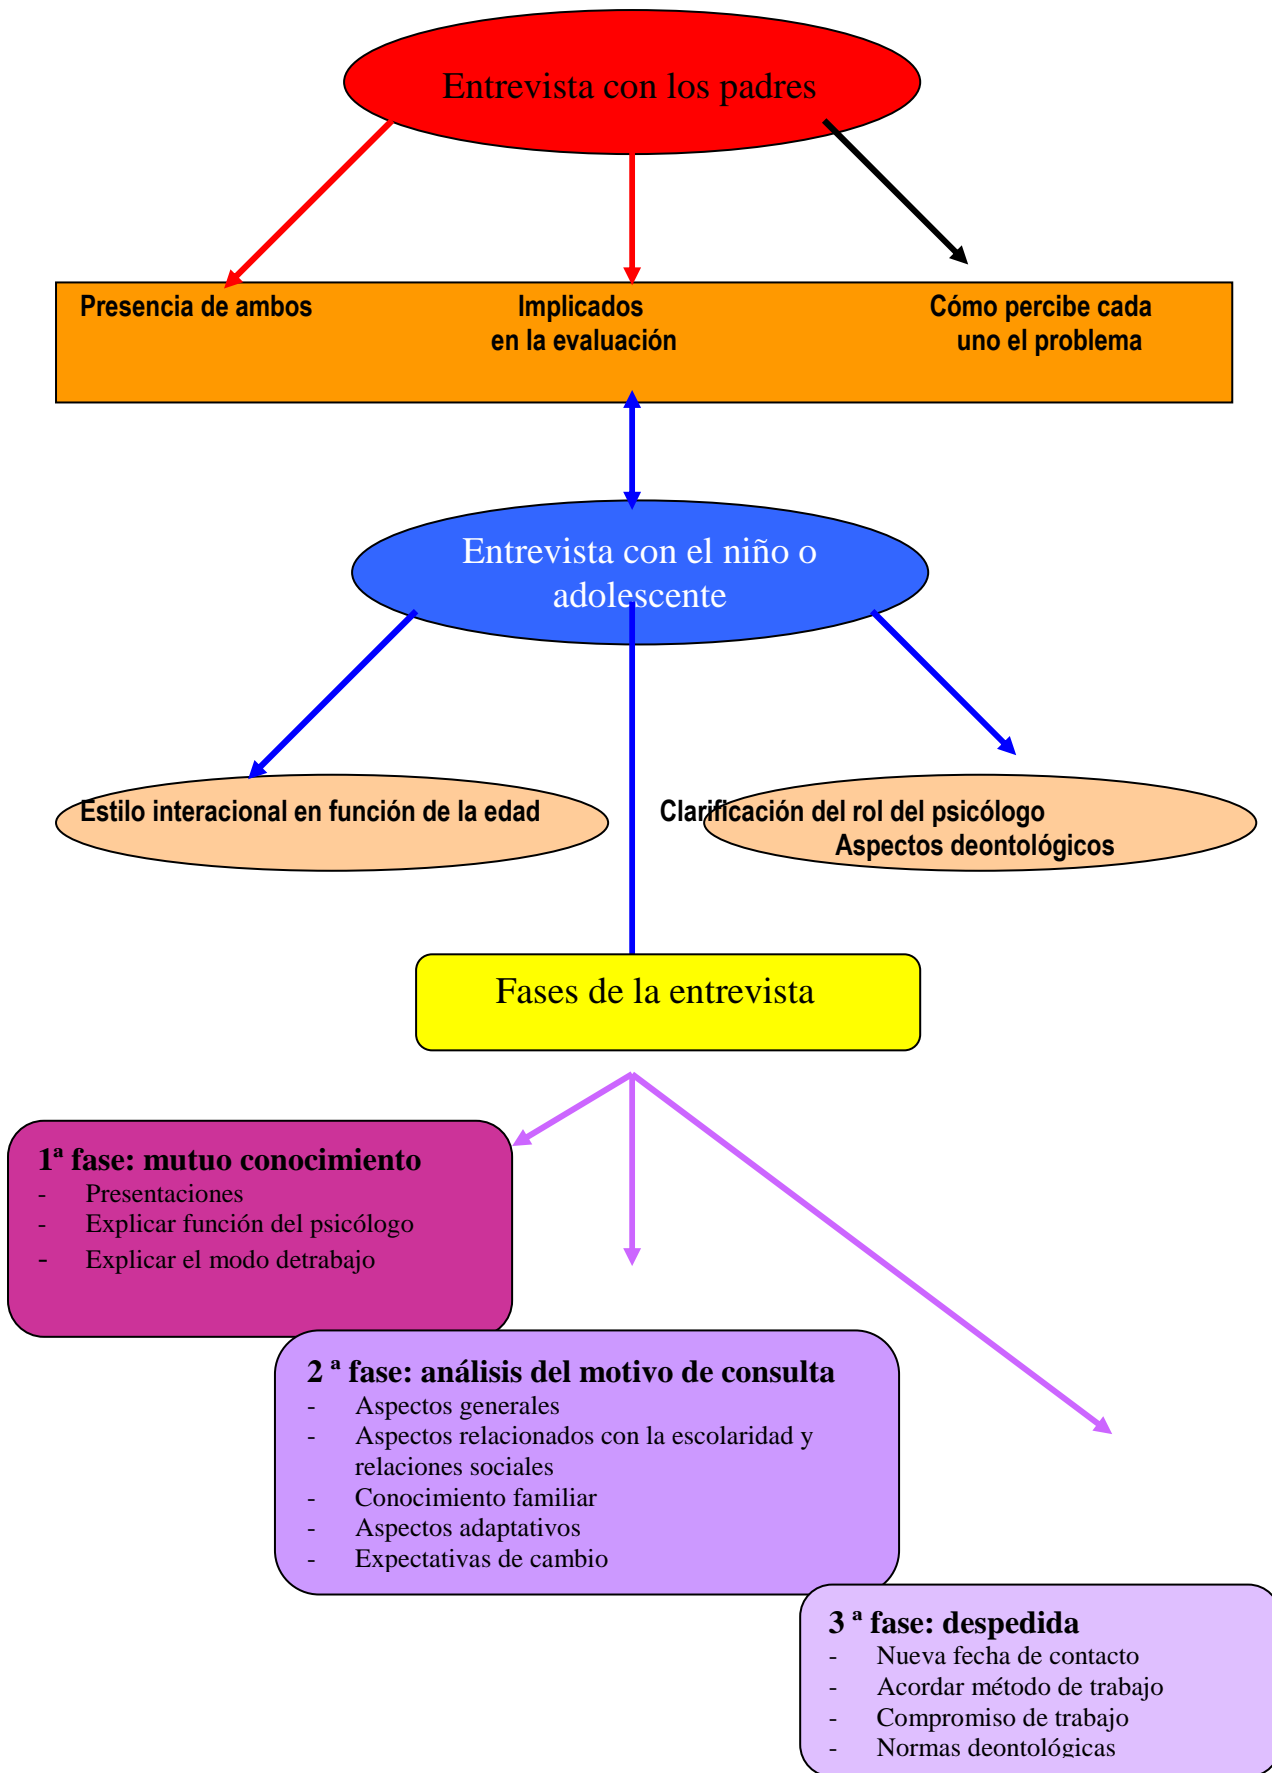 Entrevista con los padres
Presencia de ambos
Implicados
en la evaluación
Cómo percibe cada
uno el problema
Entrevista con el niño o
adolescente
Estilo interacional en función de la edad
Clarificación del rol del psicólogo
Aspectos deontológicos
Fases de la entrevista
1ª fase: mutuo conocimiento
- Presentaciones
- Explicar función del psicólogo
- Explicar el modo detrabajo
2 ª fase: análisis del motivo de consulta
- Aspectos generales
- Aspectos relacionados con la escolaridad y
relaciones sociales
- Conocimiento familiar
- Aspectos adaptativos
- Expectativas de cambio
3 ª fase: despedida
- Nueva fecha de contacto
- Acordar método de trabajo
- Compromiso de trabajo
- Normas deontológicas